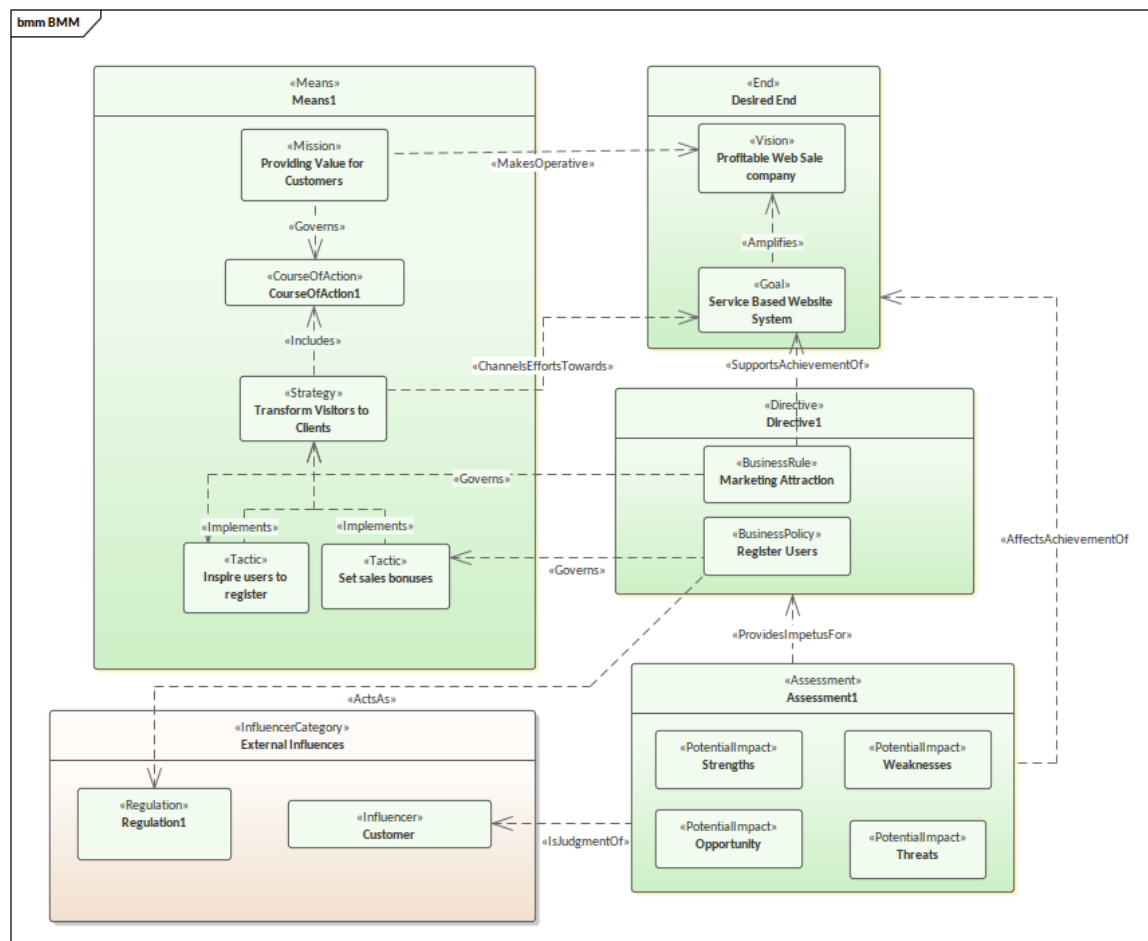 bmm BMM
«Means»
Means1
«Mission»
Providing Value for
Customers
«Governs»
«CourseOfAction»
CourseOfAction1
«Includes»
«Strategy»
Transform Visitors to
Clients
«Implements»
«Implements»
«Tactic»
Inspire users to
register
«Tactic»
Set sales bonuses
«MakesOperative»
«ChannelsEffortsTowards»
«End»
Desired End
«Vision»
Profitable Web Sale
company
«Amplifies»
«Goal»
Service Based Website
System
«SupportsAchievementOf»
«Directive»
Directive1
«BusinessRule»
Marketing Attraction
«Governs»
«BusinessPolicy»
Register Users
«Governs»
«AffectsAchievementOf»
«ProvidesImpetusFor»
«ActsAs»
«InfluencerCategory»
External Influences
«Regulation»
Regulation1
«Influencer»
Customer
«IsJudgmentOf»
«Assessment»
Assessment1
«PotentialImpact»
Strengths
«PotentialImpact»
Weaknesses
«PotentialImpact»
Opportunity
«PotentialImpact»
Threats